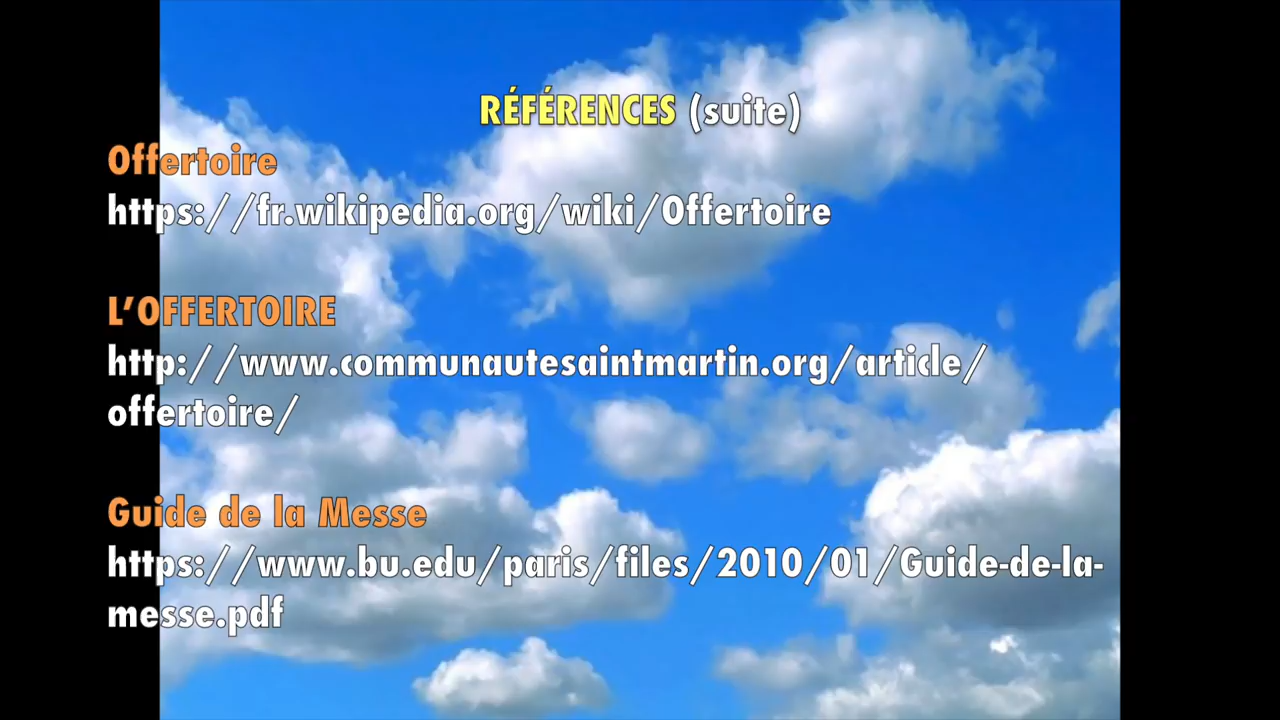 RÉFÉRENCES (suite)
Offertoire
https://fr.wikipedia.org/wiki/Offertoire
L’OFFERTOIRE
http://www.communautesaintmartin.org/article/
offertoire/
Guide de la Messe
https://www.bu.edu/paris/files/2010/01/Guide-de-la-
messe.pdf